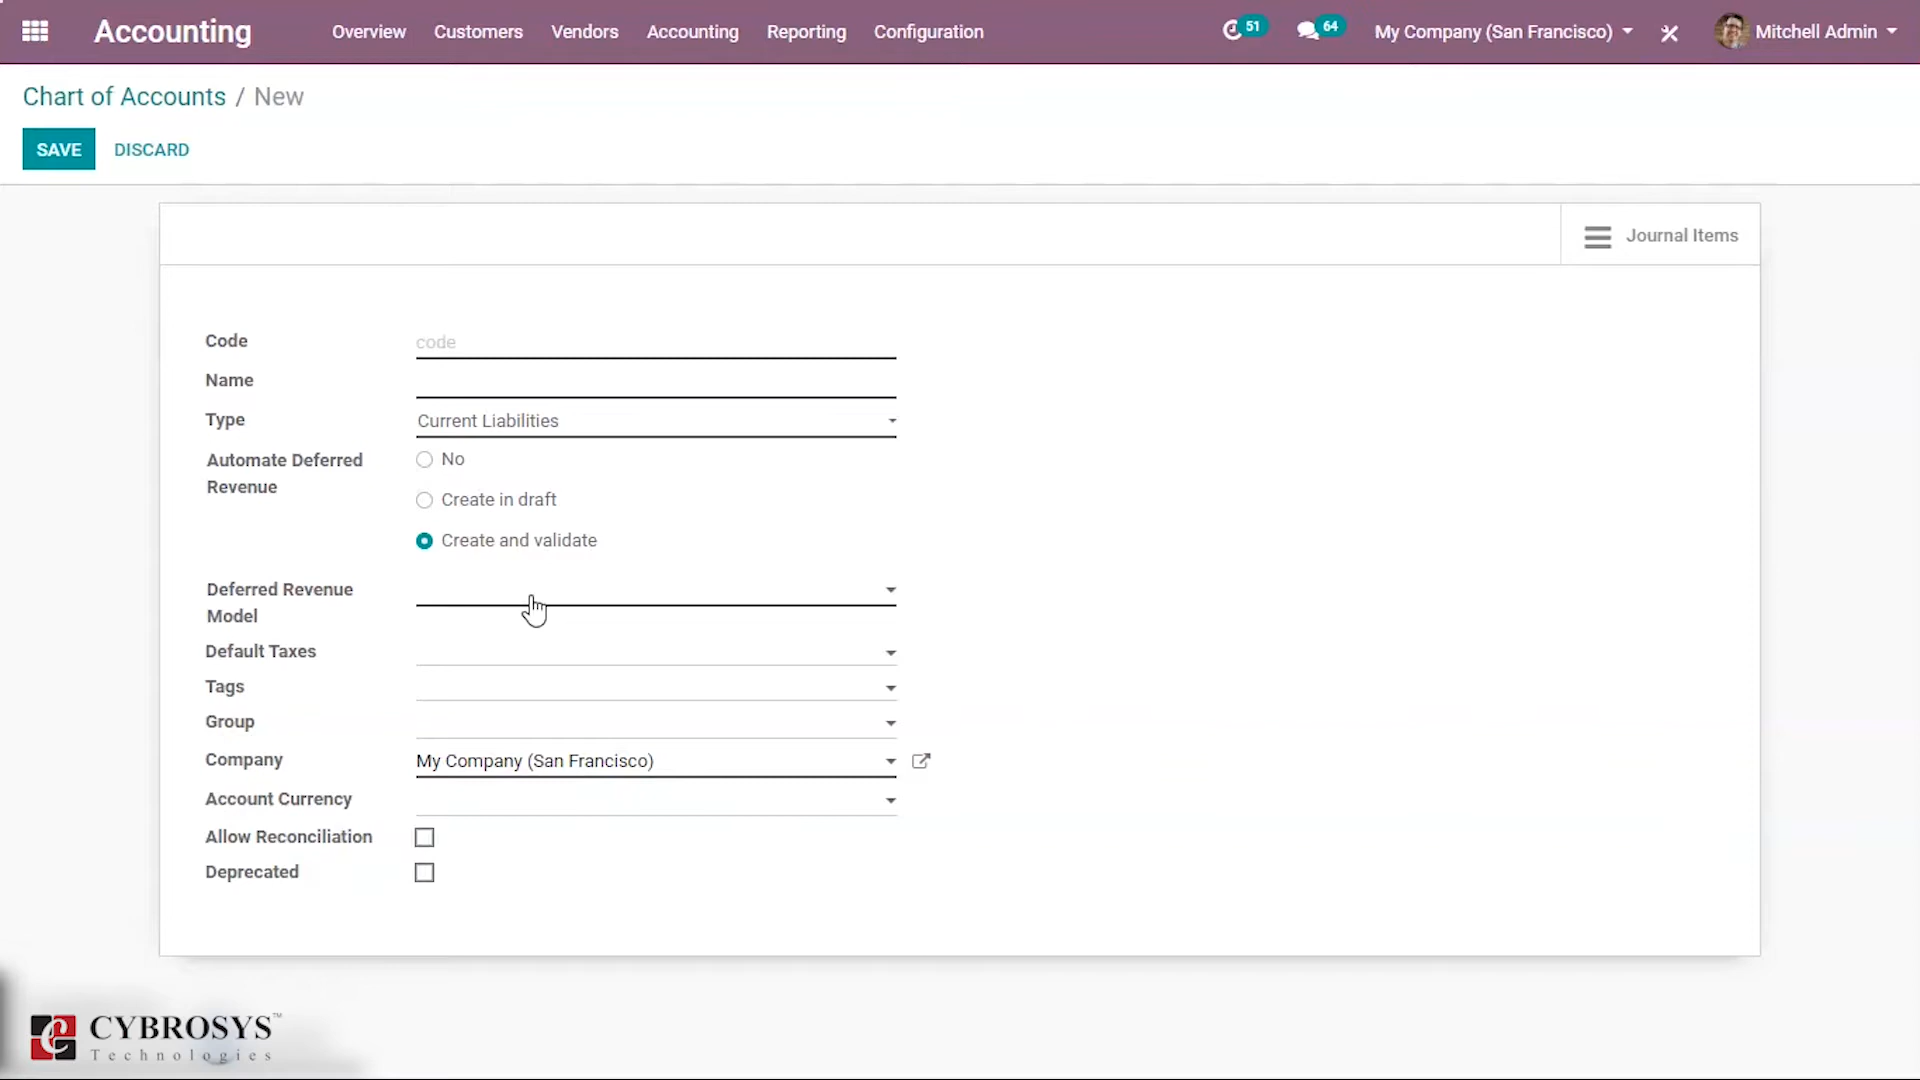 Accounting Overview Customers Vendors Accounting Reporting Configuration 51 64 My Company (San Francisco) Mitchell Admin
Chart of Accounts / New
SAVE DISCARD
Journal Items
Code code
Name
Type Current Liabilities
Automate Deferred Revenue No
Create in draft
Create and validate
Deferred Revenue Model
Default Taxes
Tags
Group
Company My Company (San Francisco)
Account Currency
Allow Reconciliation
Deprecated
CYBROSYS™
Technologies